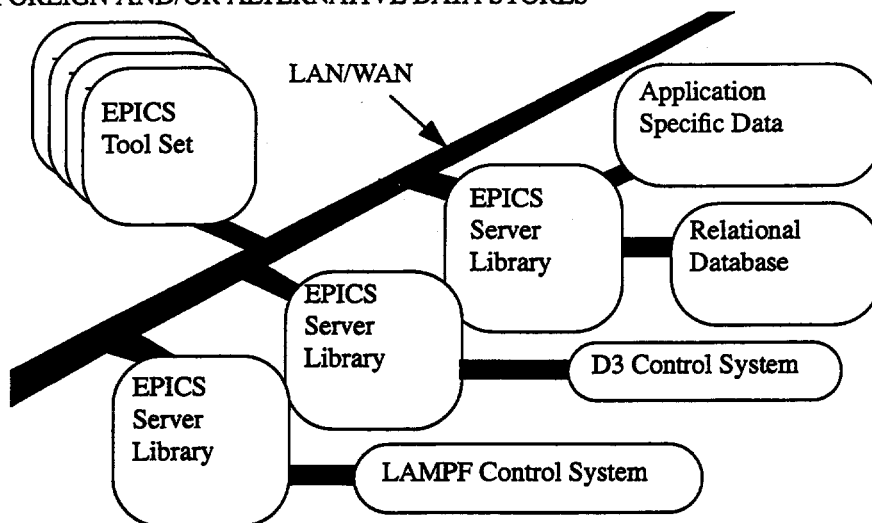 FOREIGN AND/OR ALTERNATIVE DATA STORES
LAN/WAN
EPICS
Tool Set
Application
Specific Data
EPICS
Server
Library
Relational
Database
EPICS
Server
Library
D3 Control System
EPICS
Server
Library
LAMPF Control System